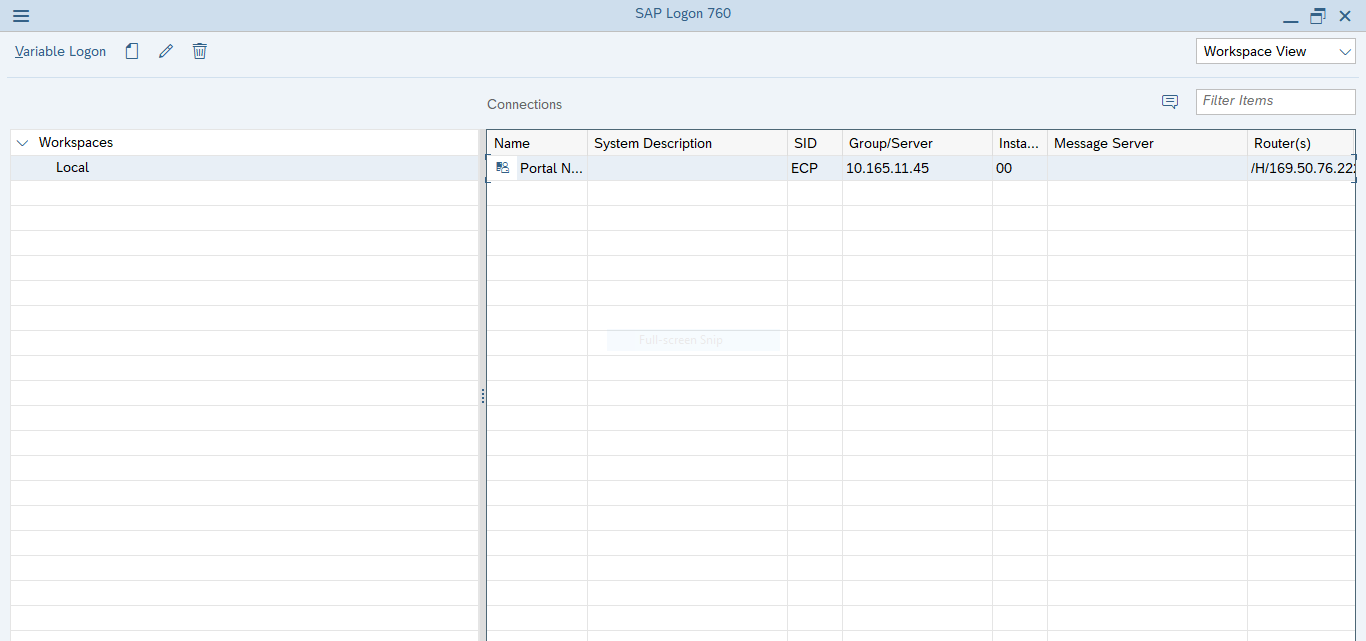 SAP Logon 760
Variable Logon
Workspace View
Connections
Filter Items
Workspaces
Local
Name System Description SID Group/Server Insta... Message Server Router(s)
Portal N... ECP 10.165.11.45 00 /H/169.50.76.22
Full-screen Snip